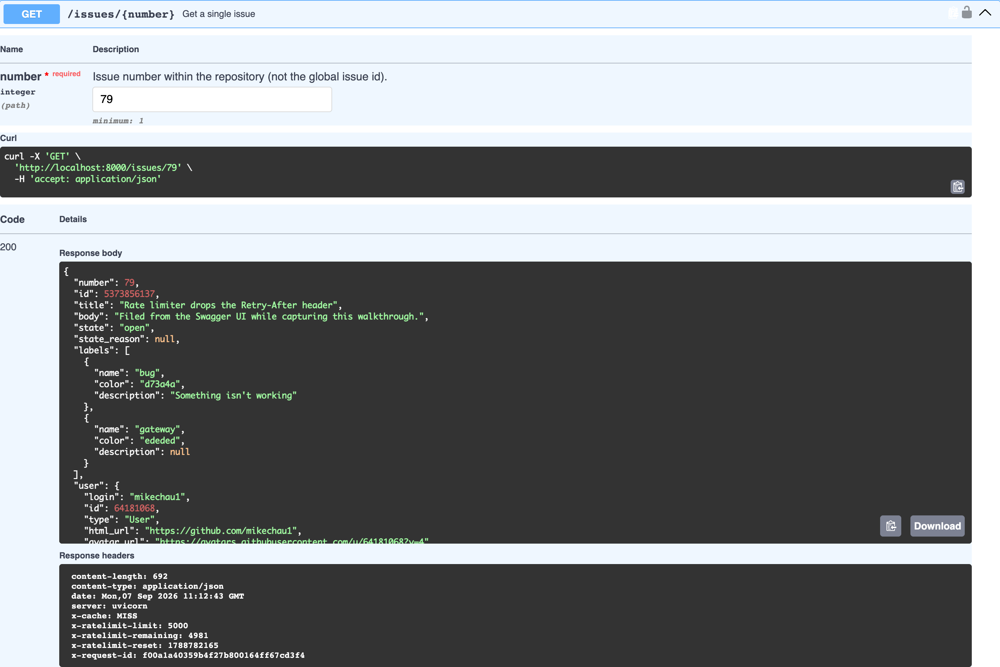 GET /issues/{number} Get a single issue
Name Description
number * required Issue number within the repository (not the global issue id).
integer
(path)
79
minimum: 1
Curl
curl -X 'GET' \
  'http://localhost:8000/issues/79' \
  -H 'accept: application/json'
Code Details
200
Response body
{
  "number": 79,
  "id": 5373856137,
  "title": "Rate limiter drops the Retry-After header",
  "body": "Filed from the Swagger UI while capturing this walkthrough.",
  "state": "open",
  "state_reason": null,
  "labels": [
    {
      "name": "bug",
      "color": "d73a4a",
      "description": "Something isn't working"
    },
    {
      "name": "gateway",
      "color": "ededed",
      "description": null
    }
  ],
  "user": {
    "login": "mikechau1",
    "id": 64181068,
    "type": "User",
    "html_url": "https://github.com/mikechau1",
    "avatar_url": "https://avatars.githubusercontent.com/u/64181068?v=4"
Download
Response headers
content-length: 692
content-type: application/json
date: Mon,07 Sep 2026 11:12:43 GMT
server: uvicorn
x-cache: MISS
x-ratelimit-limit: 5000
x-ratelimit-remaining: 4981
x-ratelimit-reset: 1788782165
x-request-id: f00a1a40359b4f27b800164ff67cd3f4